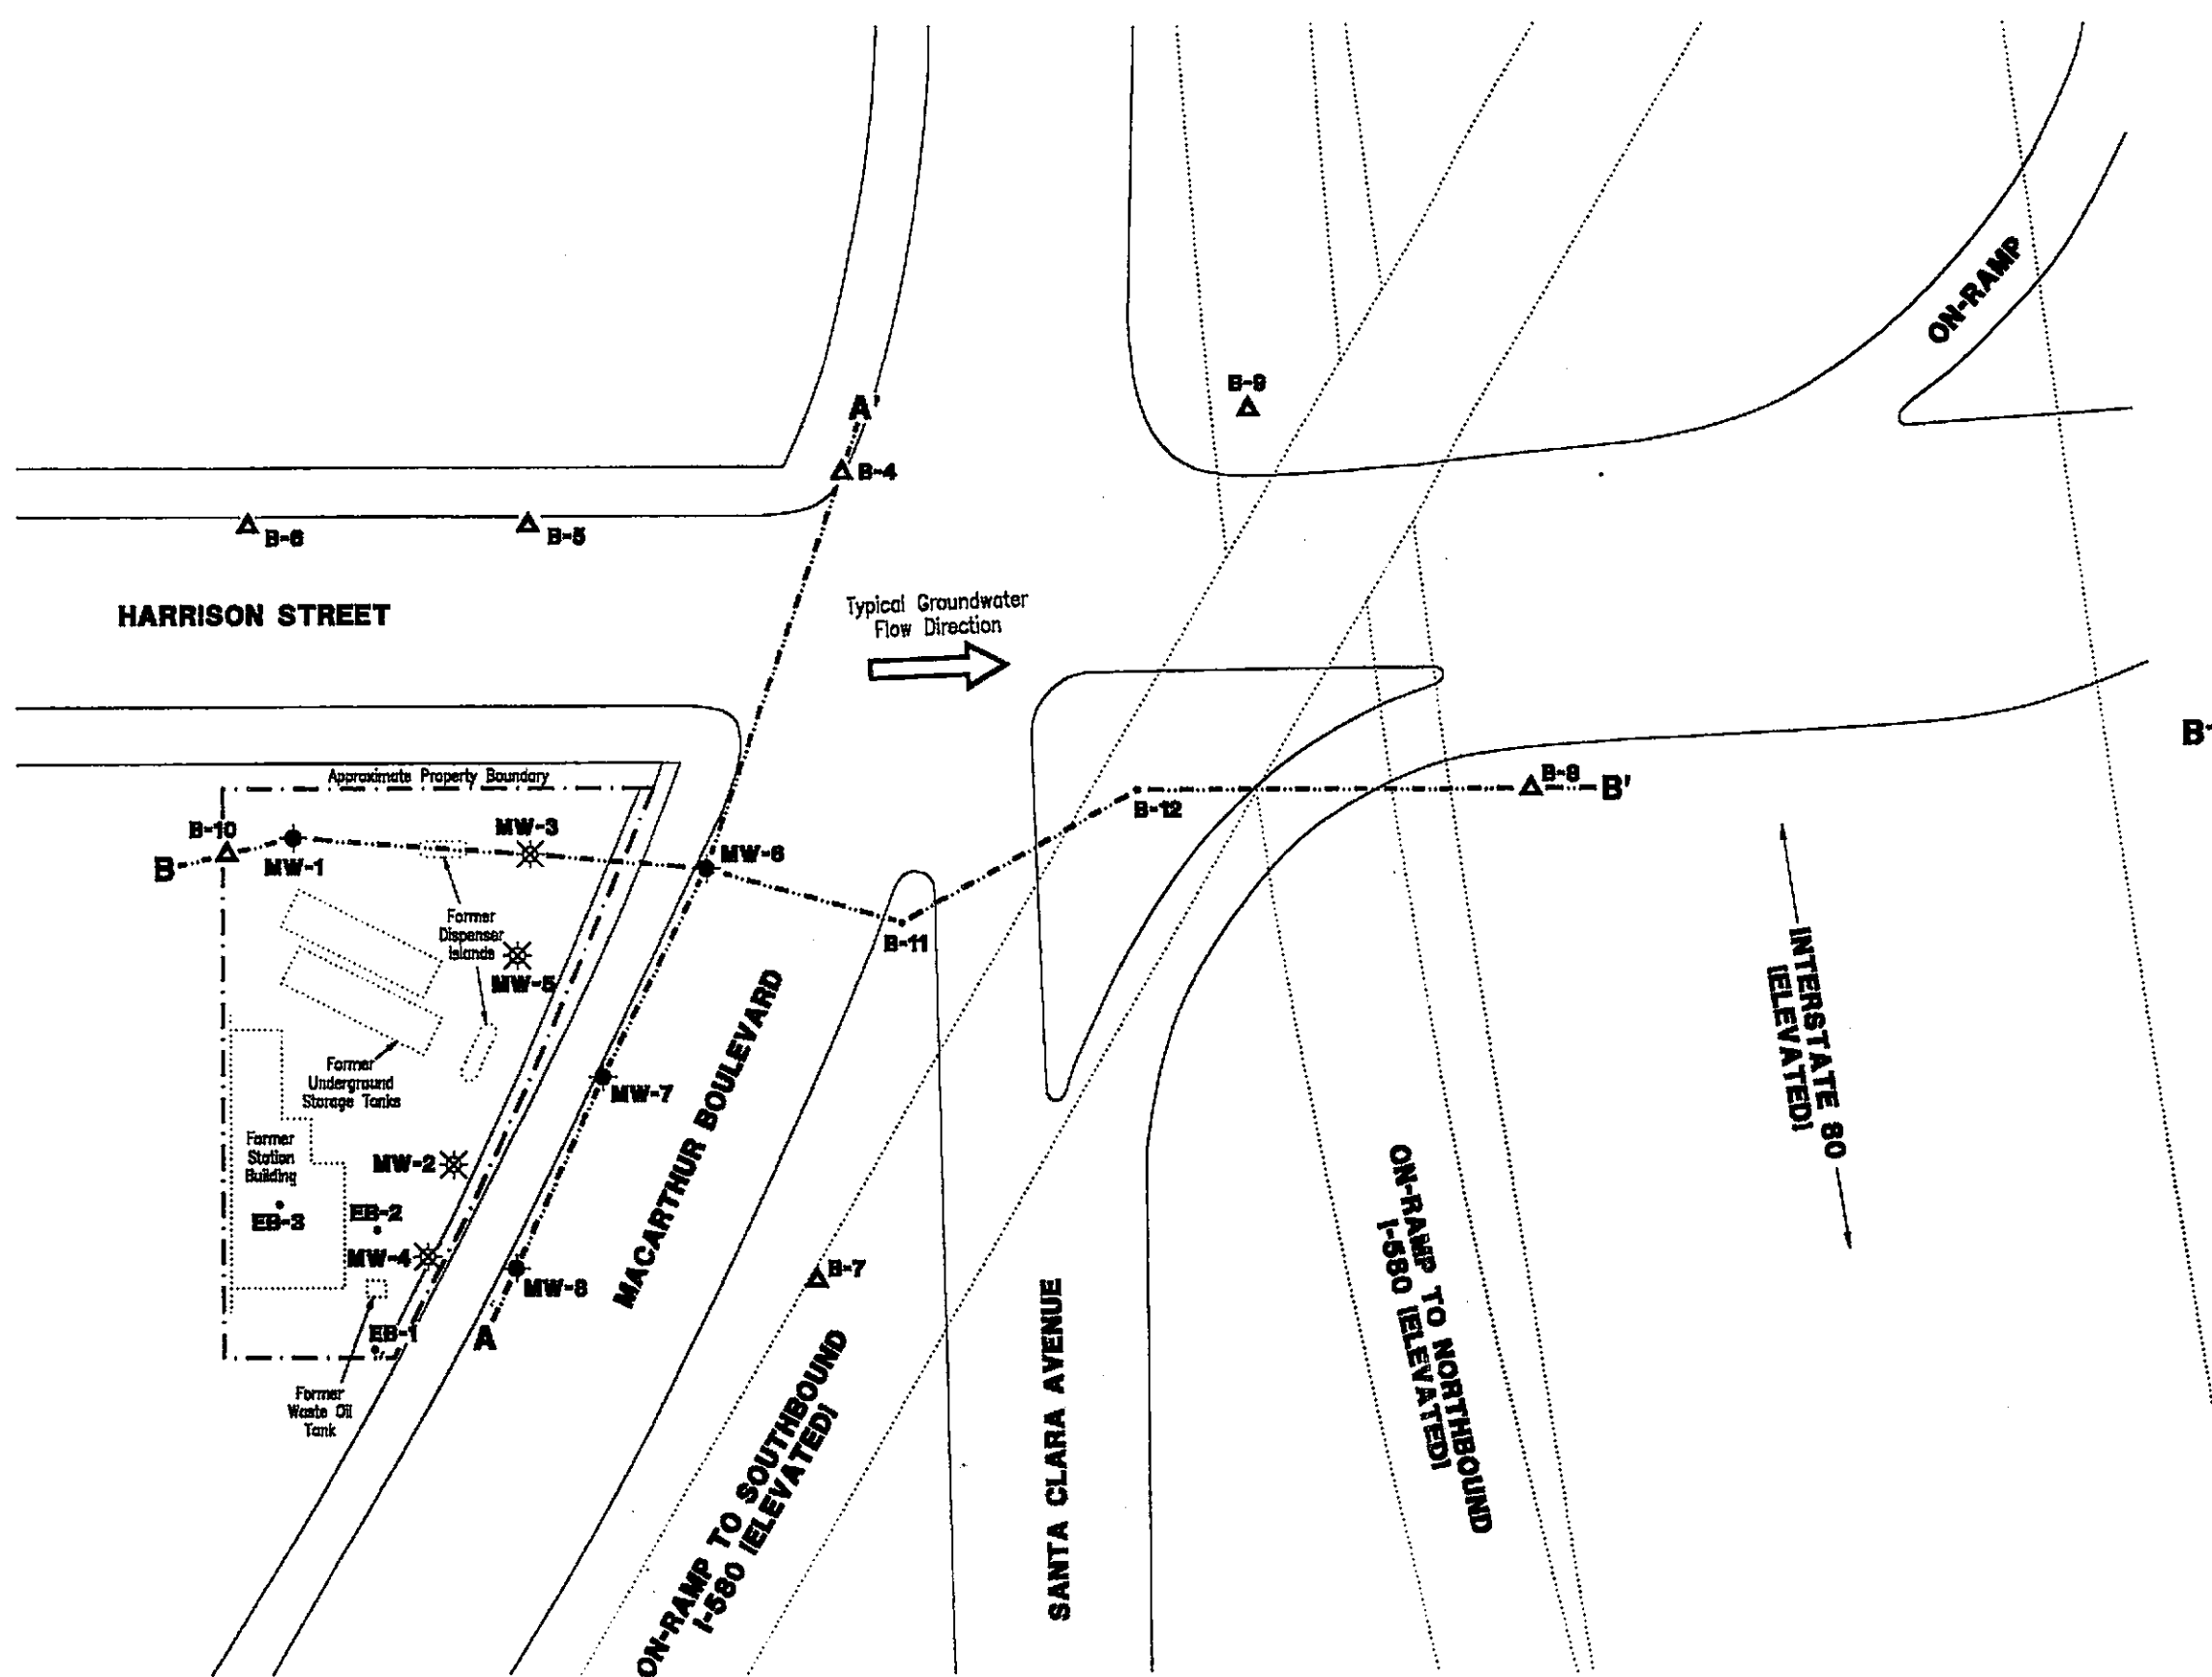 ON-RAMP
B-9
A'
B-4
B-6
B-5
HARRISON STREET
Typical Groundwater
Flow Direction
Approximate Property Boundary
B-8
B'
B-12
B-10
MW-3
B
MW-1
MW-6
B-11
Former
Dispenser
Islands
MW-5
Former
Underground
Storage Tanks
MW-7
MACARTHUR BOULEVARD
INTERSTATE 80
(ELEVATED)
Former
Station
Building
MW-2
EB-3
EB-2
MW-4
MW-8
B-7
A
EB-1
Former
Waste Oil
Tank
ON-RAMP TO SOUTHBOUND
I-580 (ELEVATED)
SANTA CLARA AVENUE
ON-RAMP TO NORTHBOUND
I-580 (ELEVATED)